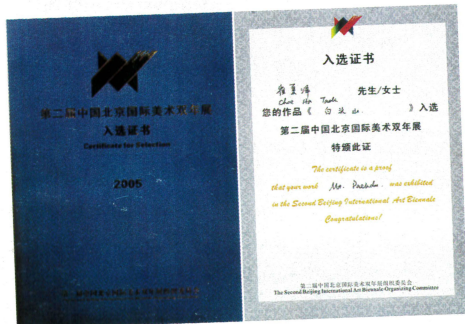 第二届中国北京国际美术双年展
入选证书
Certificate for Selection
2005
入选证书
先生/女士
您的作品《白头山》入选
第二届中国北京国际美术双年展
特颁此证
The certificate is a proof
that your work Mt. Paekdu. was exhibited
in the Second Beijing International Art Biennale
Congratulations!
第二届中国北京国际美术双年展组织委员会
The Second Beijing International Art Biennale Organizing Committee